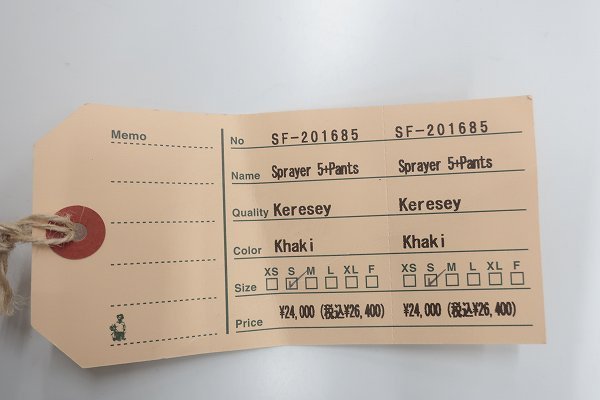 Memo
No SF-201685 SF-201685
Name Sprayer 5+Pants Sprayer 5+Pants
Quality Keresey Keresey
Color Khaki Khaki
XS S M L XL F XS S M L XL F
Size
Price ¥24,000 (税込¥26,400) ¥24,000 (税込¥26,400)